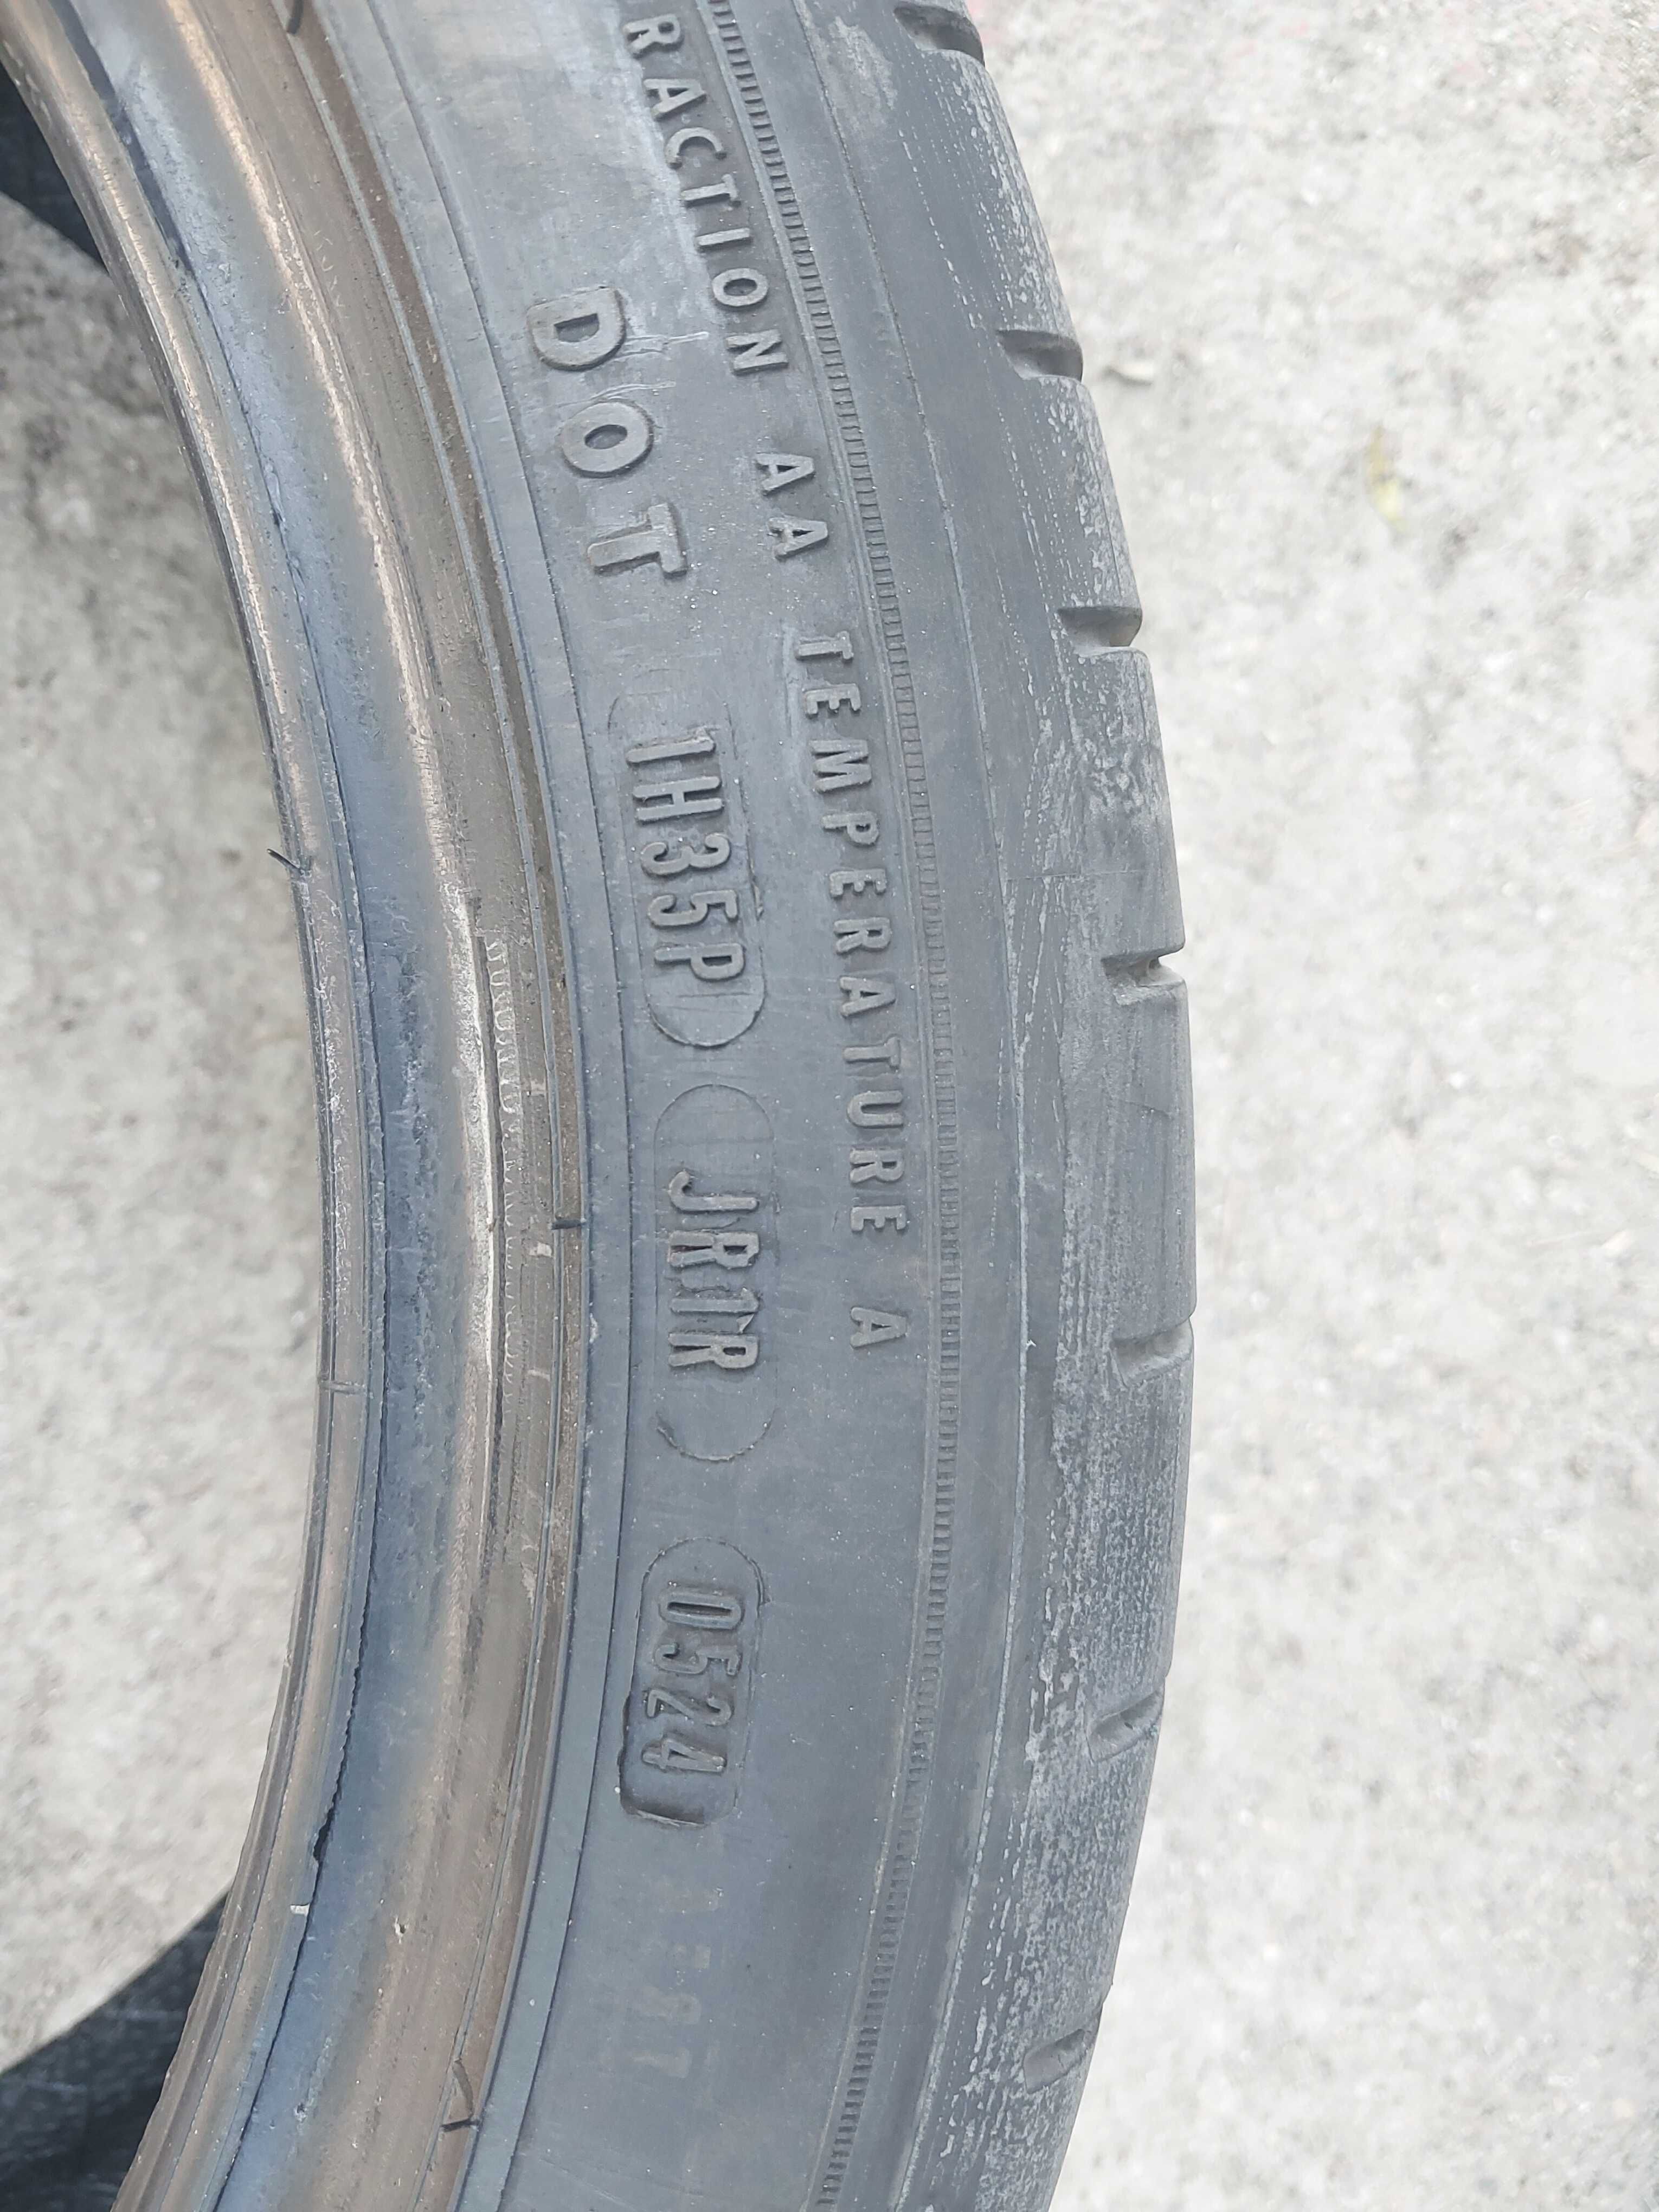 RACTION AA TEMPERATURE A
DOT 1H35P JR1R 0524